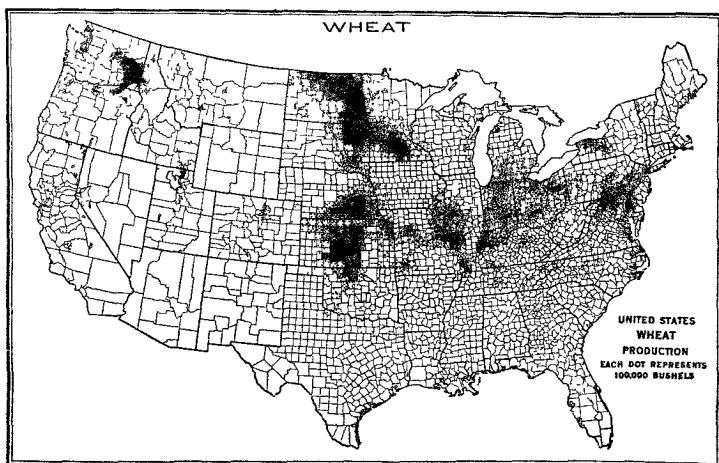 WHEAT
UNITED STATES
WHEAT
PRODUCTION
EACH DOT REPRESENTS
100,000 BUSHELS